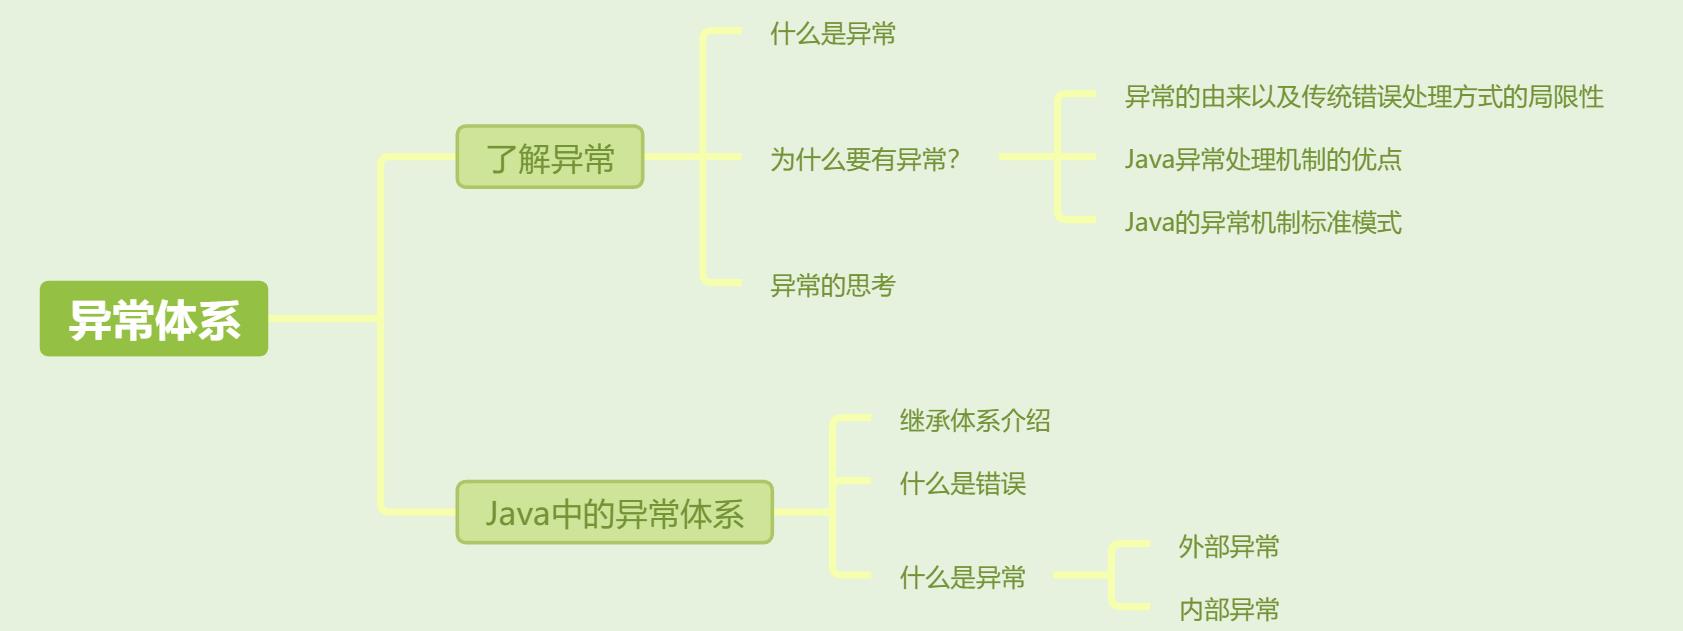 什么是异常
异常的由来以及传统错误处理方式的局限性
了解异常
为什么要有异常？
Java异常处理机制的优点
Java的异常机制标准模式
异常的思考
异常体系
继承体系介绍
什么是错误
Java中的异常体系
外部异常
什么是异常
内部异常